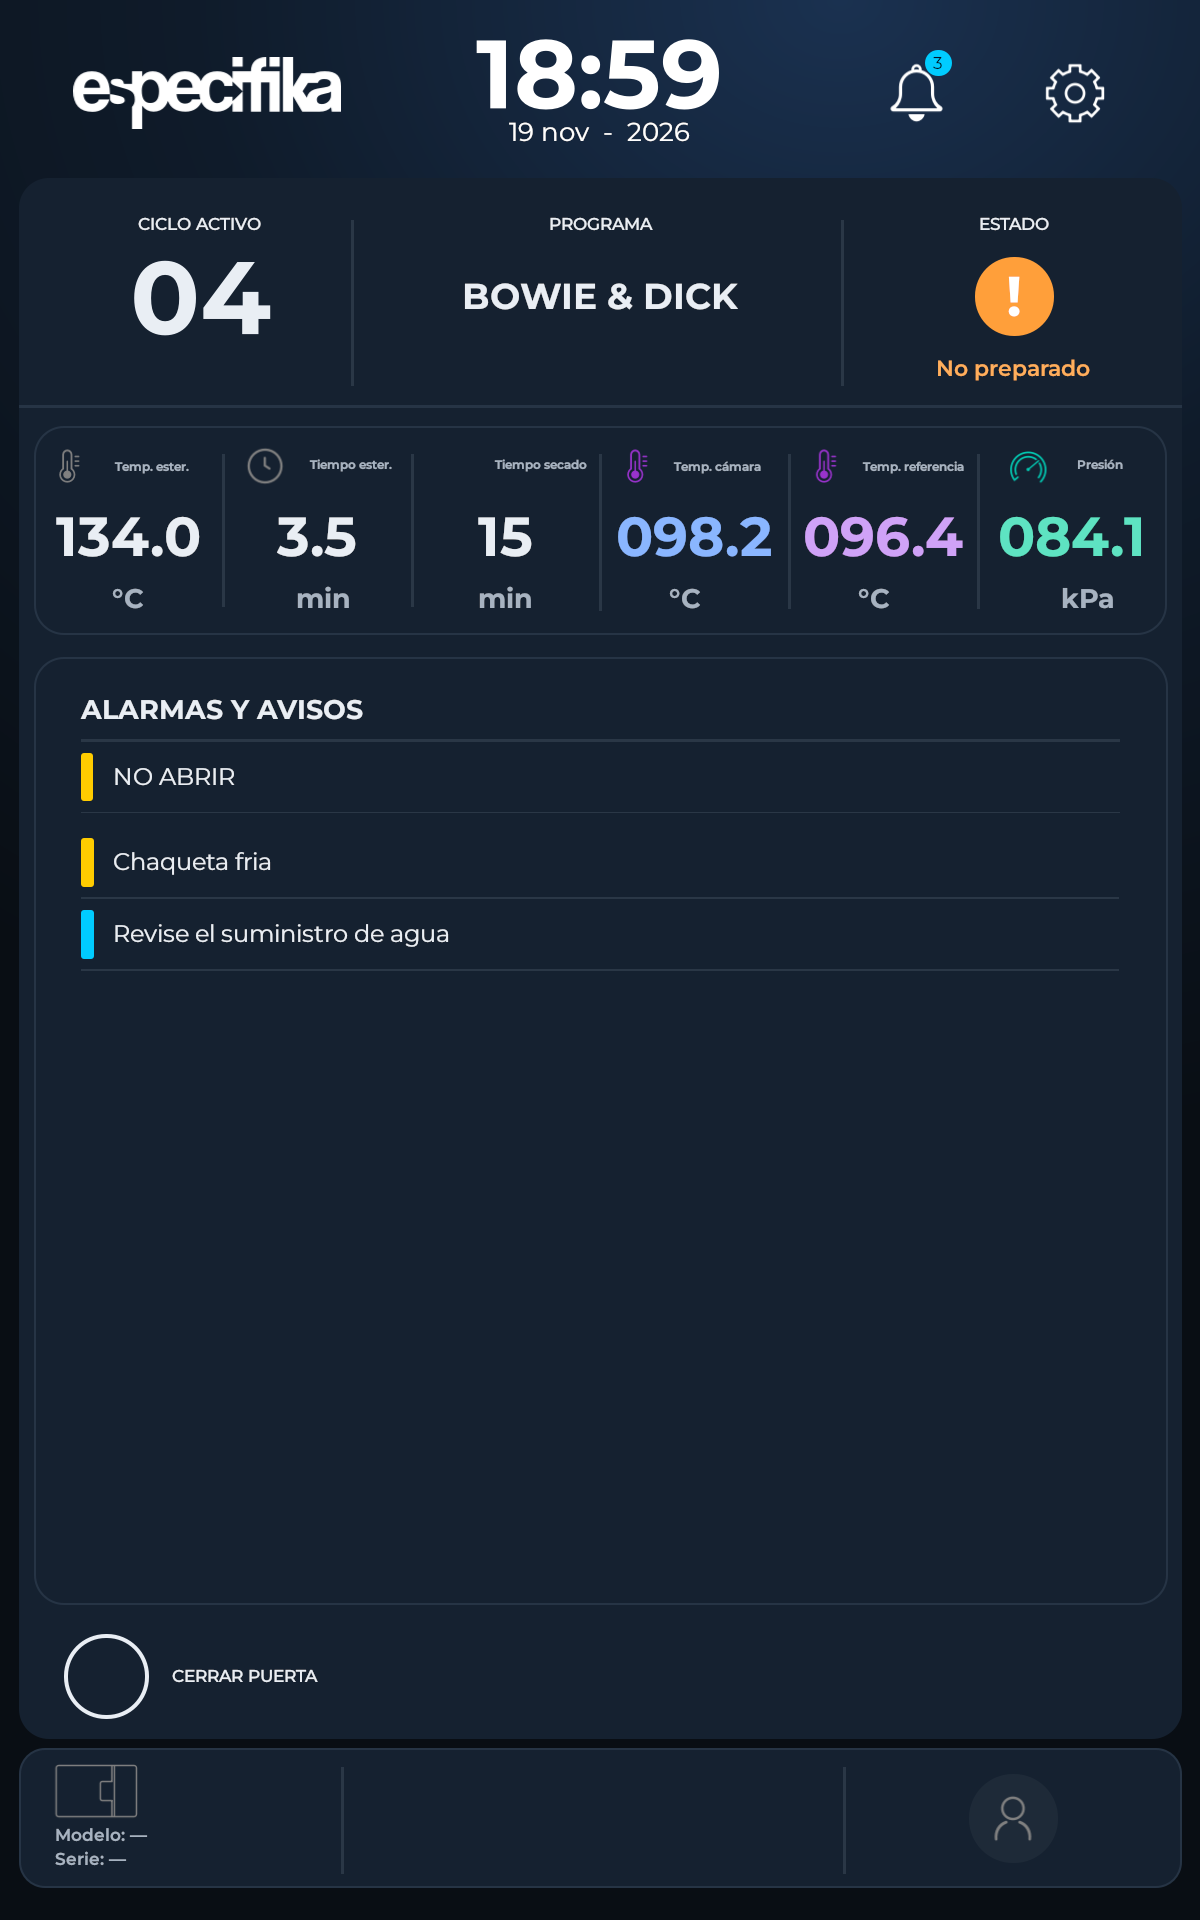 especifika
18:59
19 nov - 2026
3
CICLO ACTIVO
04
PROGRAMA
BOWIE & DICK
ESTADO
!
No preparado
Temp. ester.
134.0
°C
Tiempo ester.
3.5
min
Tiempo secado
15
min
Temp. cámara
098.2
°C
Temp. referencia
096.4
°C
Presión
084.1
kPa
ALARMAS Y AVISOS
NO ABRIR
Chaqueta fria
Revise el suministro de agua
CERRAR PUERTA
Modelo: —
Serie: —